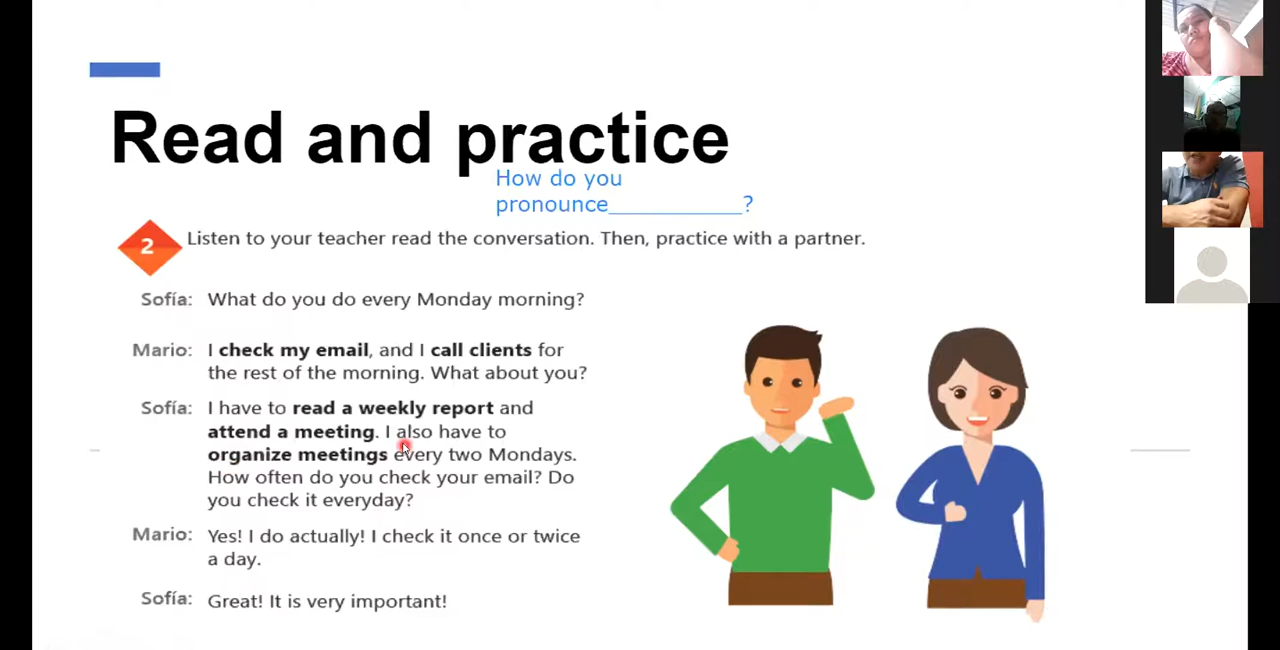 Read and practice
How do you
pronounce___________?
2
Listen to your teacher read the conversation. Then, practice with a partner.
Sofía: What do you do every Monday morning?
Mario: I check my email, and I call clients for
the rest of the morning. What about you?
Sofía: I have to read a weekly report and
attend a meeting. I also have to
organize meetings every two Mondays.
How often do you check your email? Do
you check it everyday?
Mario: Yes! I do actually! I check it once or twice
a day.
Sofía: Great! It is very important!